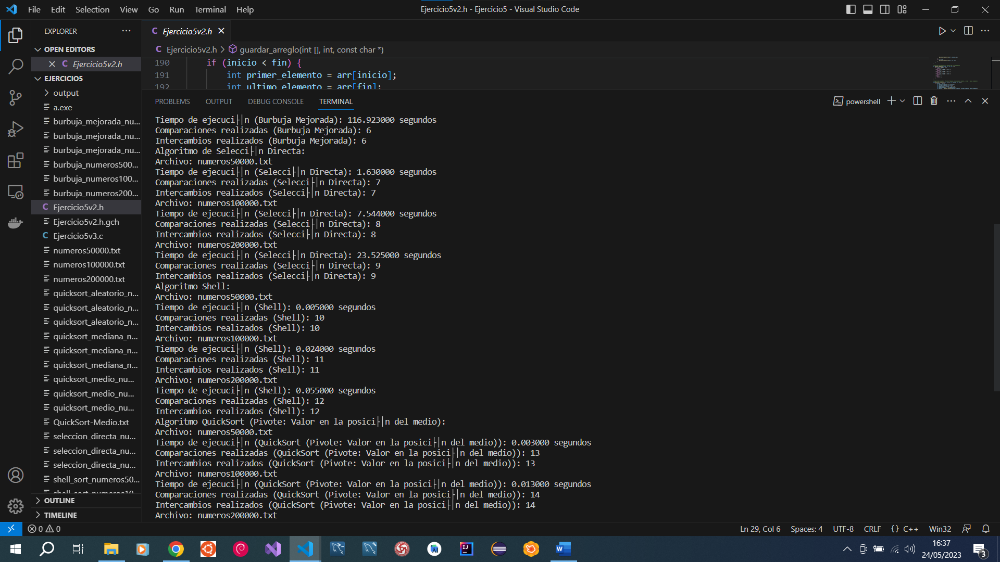 File Edit Selection View Go Run Terminal Help
Ejercicio5v2.h - Ejercicio5 - Visual Studio Code
EXPLORER
OPEN EDITORS
Ejercicio5v2.h
EJERCICIO5
output
a.exe
burbuja_mejorada_nu...
burbuja_mejorada_nu...
burbuja_mejorada_nu...
burbuja_numeros500...
burbuja_numeros100...
burbuja_numeros200...
Ejercicio5v2.h
Ejercicio5v2.h.gch
Ejercicio5v3.c
numeros50000.txt
numeros100000.txt
numeros200000.txt
quicksort_aleatorio_n...
quicksort_aleatorio_n...
quicksort_aleatorio_n...
quicksort_mediana_n...
quicksort_mediana_n...
quicksort_mediana_n...
quicksort_medio_nu...
quicksort_medio_nu...
quicksort_medio_nu...
QuickSort-Medio.txt
seleccion_directa_nu...
seleccion_directa_nu...
seleccion_directa_nu...
shell_sort_numeros50...
shell_sort_numeros10...
OUTLINE
TIMELINE
Ejercicio5v2.h
Ejercicio5v2.h > guardar_arreglo(int [], int, const char *)
190 if (inicio < fin) {
191 int primer_elemento = arr[inicio];
192 int ultimo_elemento = arr[fin];
PROBLEMS OUTPUT DEBUG CONSOLE TERMINAL
powershell
Tiempo de ejecuci├│n (Burbuja Mejorada): 116.923000 segundos
Comparaciones realizadas (Burbuja Mejorada): 6
Intercambios realizados (Burbuja Mejorada): 6
Algoritmo de Selecci├│n Directa:
Archivo: numeros50000.txt
Tiempo de ejecuci├│n (Selecci├│n Directa): 1.630000 segundos
Comparaciones realizadas (Selecci├│n Directa): 7
Intercambios realizados (Selecci├│n Directa): 7
Archivo: numeros100000.txt
Tiempo de ejecuci├│n (Selecci├│n Directa): 7.544000 segundos
Comparaciones realizadas (Selecci├│n Directa): 8
Intercambios realizados (Selecci├│n Directa): 8
Archivo: numeros200000.txt
Tiempo de ejecuci├│n (Selecci├│n Directa): 23.525000 segundos
Comparaciones realizadas (Selecci├│n Directa): 9
Intercambios realizados (Selecci├│n Directa): 9
Algoritmo Shell:
Archivo: numeros50000.txt
Tiempo de ejecuci├│n (Shell): 0.005000 segundos
Comparaciones realizadas (Shell): 10
Intercambios realizados (Shell): 10
Archivo: numeros100000.txt
Tiempo de ejecuci├│n (Shell): 0.024000 segundos
Comparaciones realizadas (Shell): 11
Intercambios realizados (Shell): 11
Archivo: numeros200000.txt
Tiempo de ejecuci├│n (Shell): 0.055000 segundos
Comparaciones realizadas (Shell): 12
Intercambios realizados (Shell): 12
Algoritmo QuickSort (Pivote: Valor en la posici├│n del medio):
Archivo: numeros50000.txt
Tiempo de ejecuci├│n (QuickSort (Pivote: Valor en la posici├│n del medio)): 0.003000 segundos
Comparaciones realizadas (QuickSort (Pivote: Valor en la posici├│n del medio)): 13
Intercambios realizados (QuickSort (Pivote: Valor en la posici├│n del medio)): 13
Archivo: numeros100000.txt
Tiempo de ejecuci├│n (QuickSort (Pivote: Valor en la posici├│n del medio)): 0.013000 segundos
Comparaciones realizadas (QuickSort (Pivote: Valor en la posici├│n del medio)): 14
Intercambios realizados (QuickSort (Pivote: Valor en la posici├│n del medio)): 14
Archivo: numeros200000.txt
0 0
Ln 29, Col 6 Spaces: 4 UTF-8 CRLF {} C++ Win32
16:37
24/05/2023
3